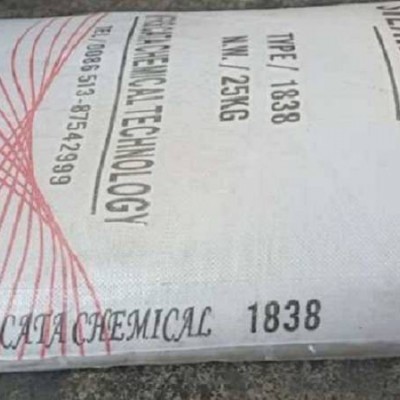 TYPE / 1838
N.W. / 25KG
CHEMICAL TECHNOLOGY
TEL / 0086 513-87542999
CATA CHEMICAL 1838